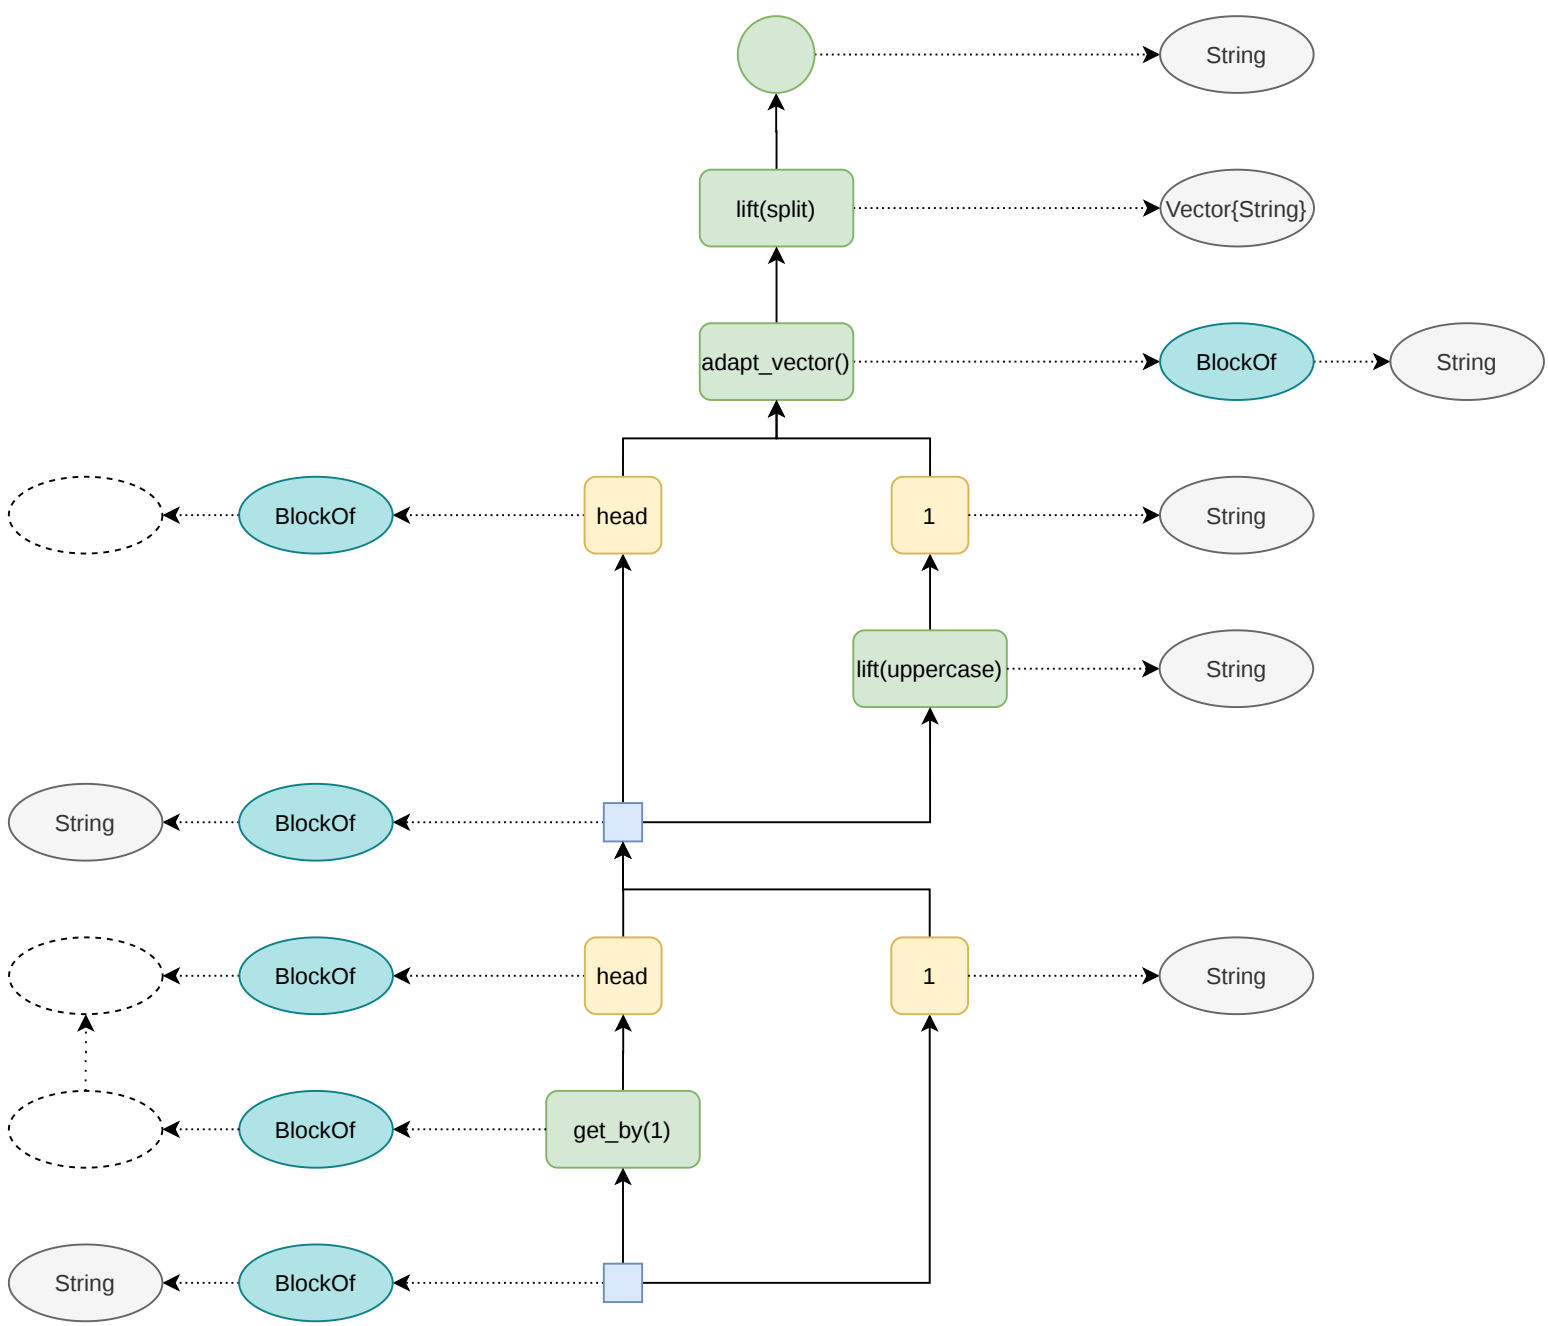 String
lift(split)
Vector{String}
adapt_vector()
BlockOf
String
BlockOf
head
1
String
lift(uppercase)
String
String
BlockOf
BlockOf
head
1
String
BlockOf
get_by(1)
String
BlockOf